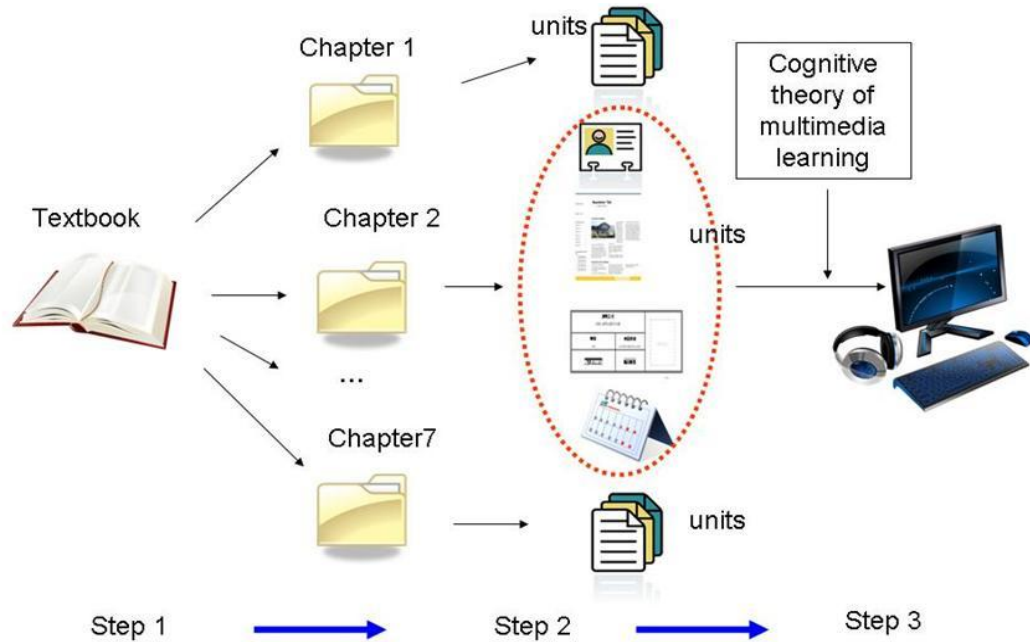 units
Chapter 1
Cognitive
theory of
multimedia
learning
Textbook
Chapter 2
units
...
Chapter7
units
Step 1
Step 2
Step 3